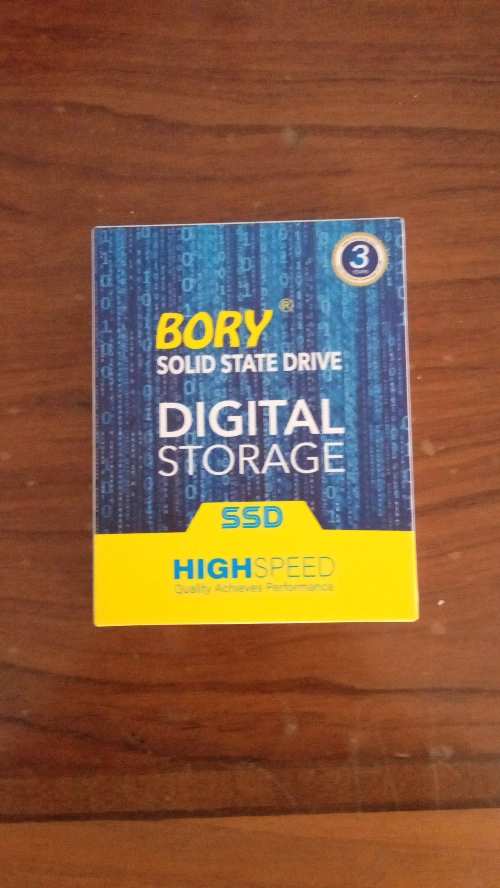 3
YEARS
BORY ®
SOLID STATE DRIVE
DIGITAL
STORAGE
SSD
HIGHSPEED
Quality Achieves Performance